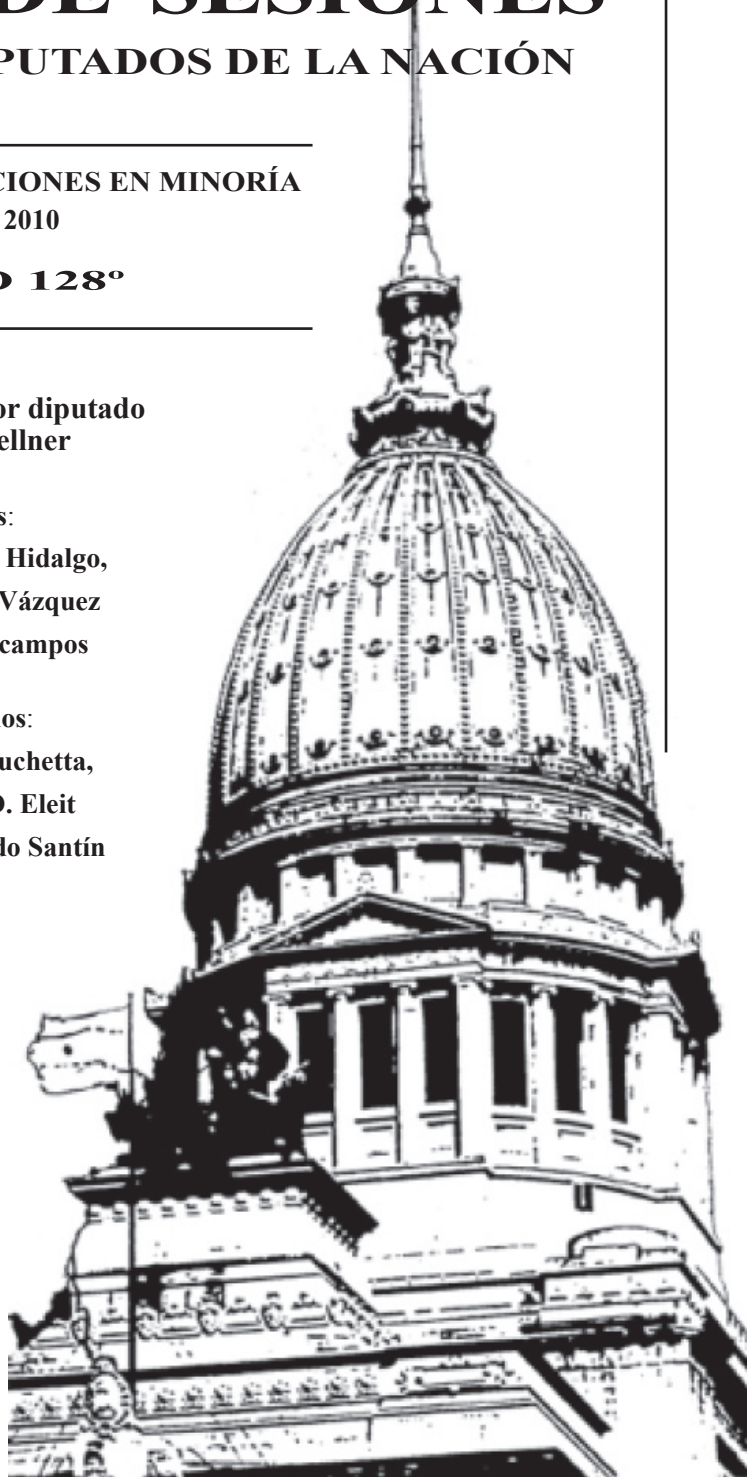 DE SESIONES
PUTADOS DE LA NACIÓN
CIONES EN MINORÍA
2010
O 128º
or diputado
ellner
s:
Hidalgo,
Vázquez
campos
ios:
uchetta,
D. Eleit
do Santín